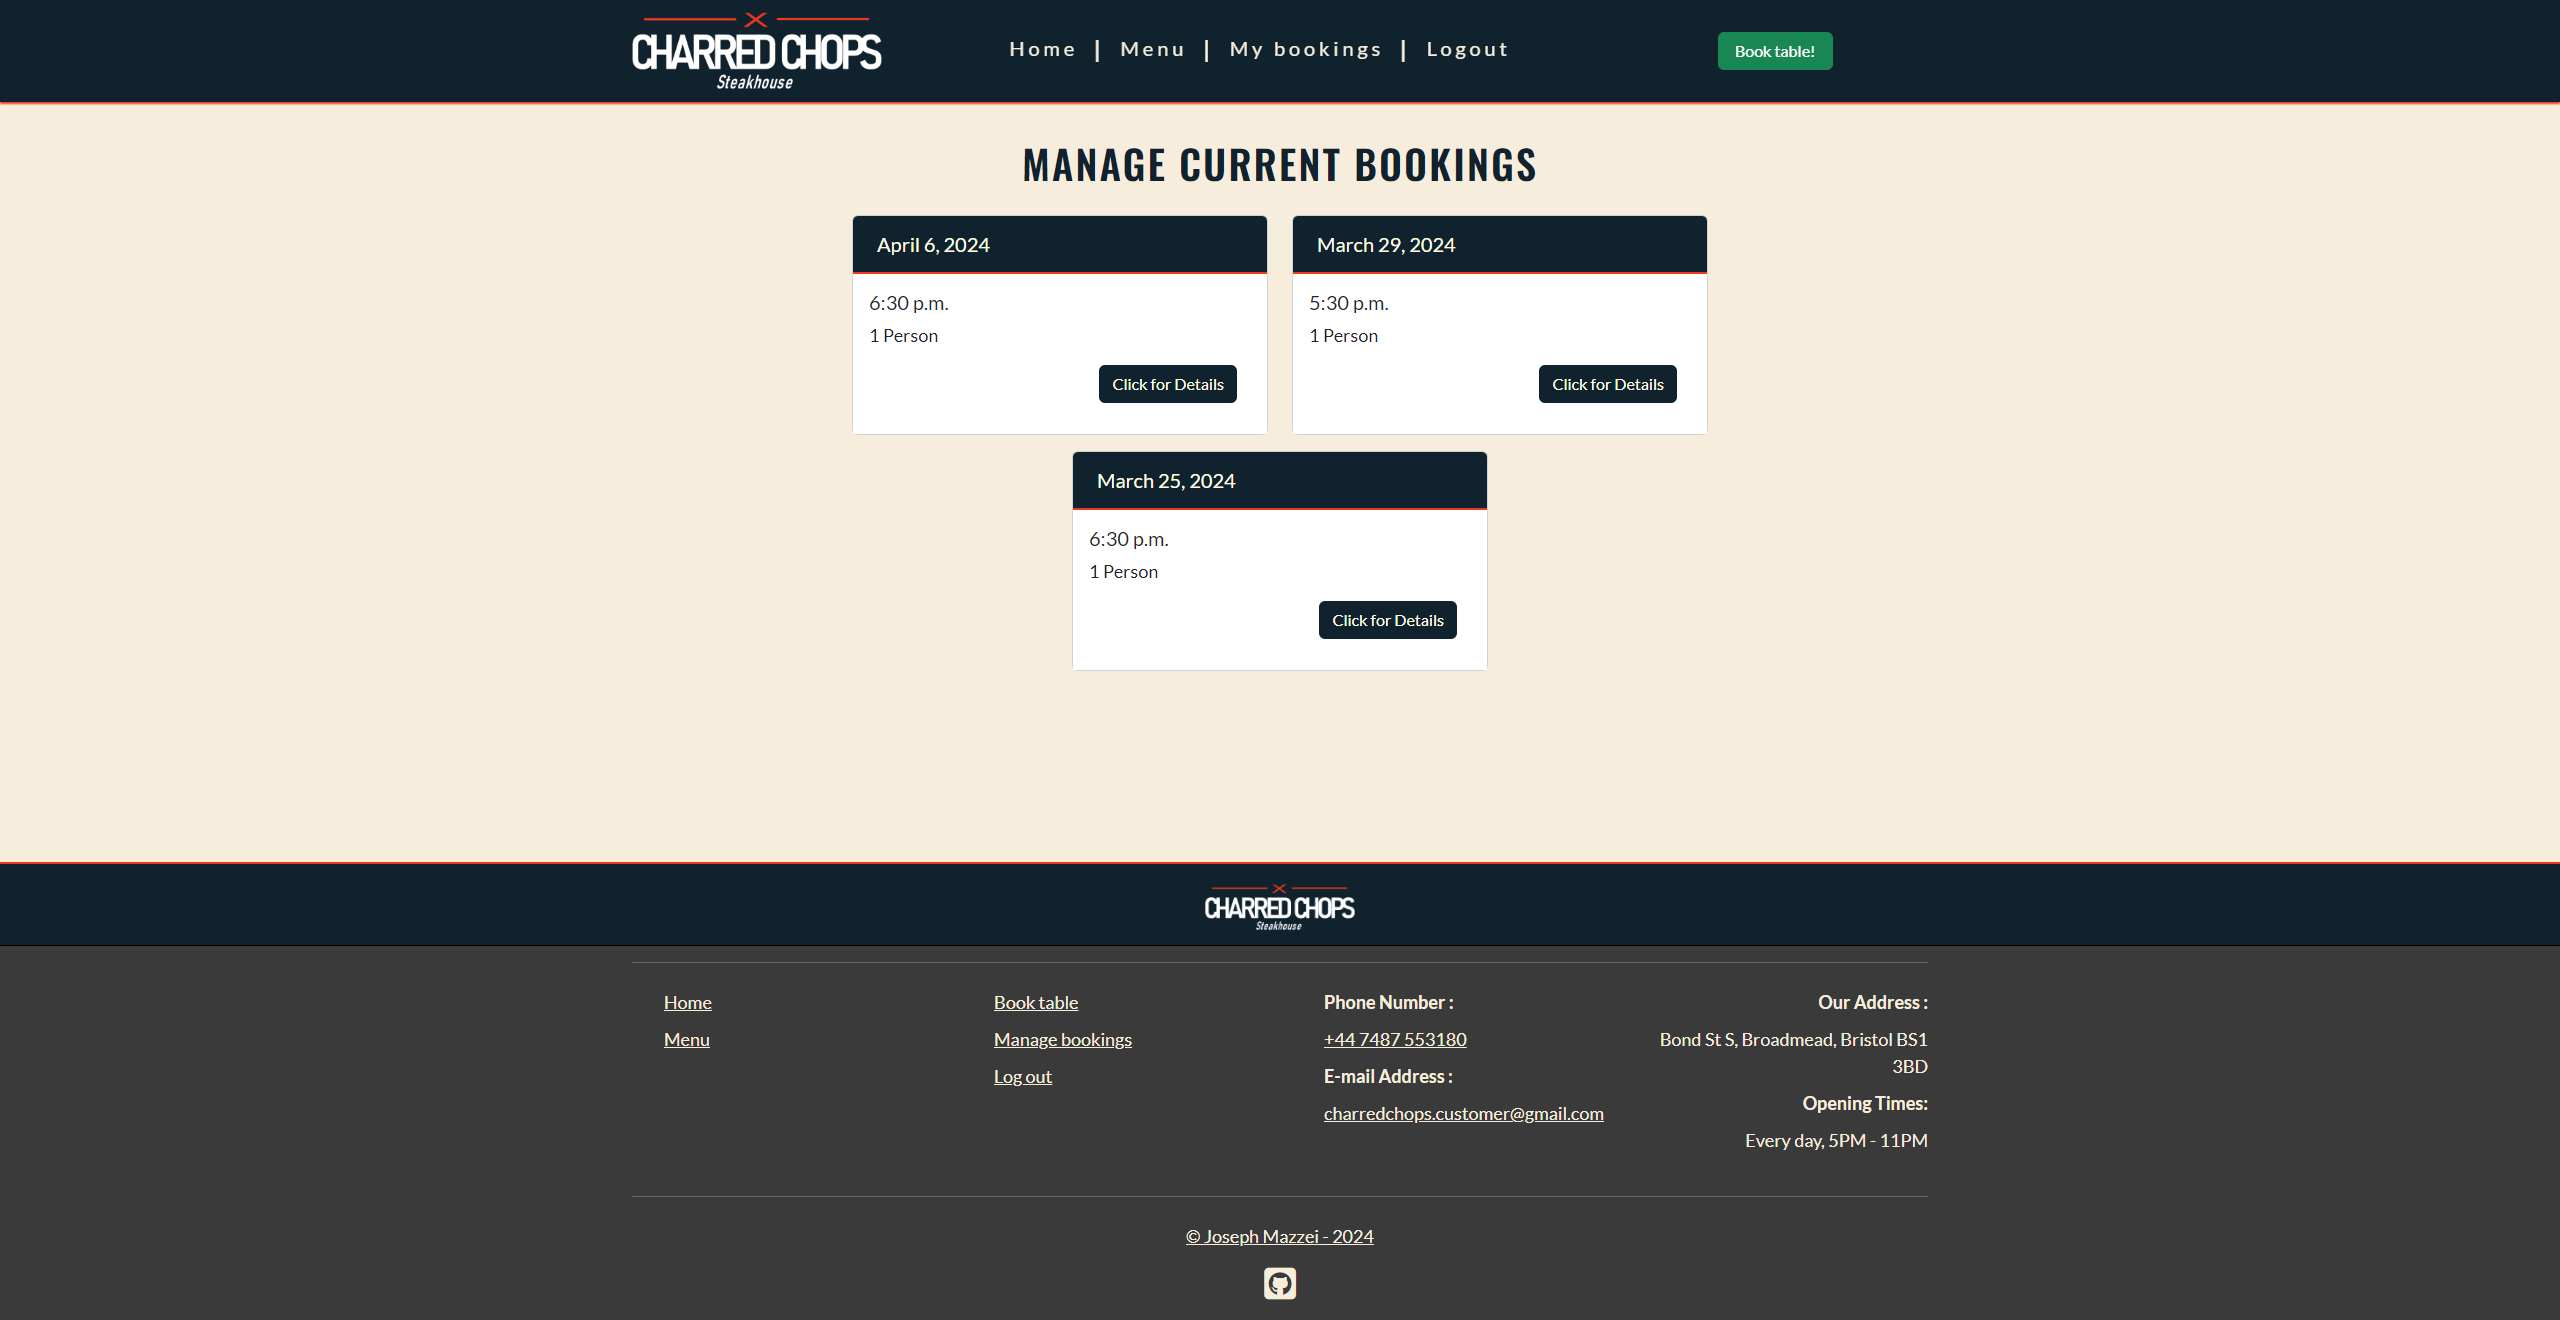 CHARRED CHOPS
Steakhouse
Home | Menu | My bookings | Logout
Book table!
MANAGE CURRENT BOOKINGS
April 6, 2024
6:30 p.m.
1 Person
Click for Details
March 29, 2024
5:30 p.m.
1 Person
Click for Details
March 25, 2024
6:30 p.m.
1 Person
Click for Details
CHARRED CHOPS
Steakhouse
Home
Menu
Book table
Manage bookings
Log out
Phone Number :
+44 7487 553180
E-mail Address :
charredchops.customer@gmail.com
Our Address :
Bond St S, Broadmead, Bristol BS1
3BD
Opening Times:
Every day, 5PM - 11PM
© Joseph Mazzei - 2024